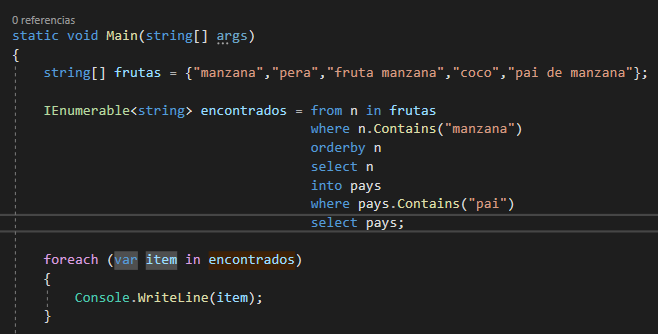 0 referencias
static void Main(string[] args)
{
string[] frutas = {"manzana","pera","fruta manzana","coco","pai de manzana"};
IEnumerable<string> encontrados = from n in frutas
where n.Contains("manzana")
orderby n
select n
into pays
where pays.Contains("pai")
select pays;
foreach (var item in encontrados)
{
Console.WriteLine(item);
}